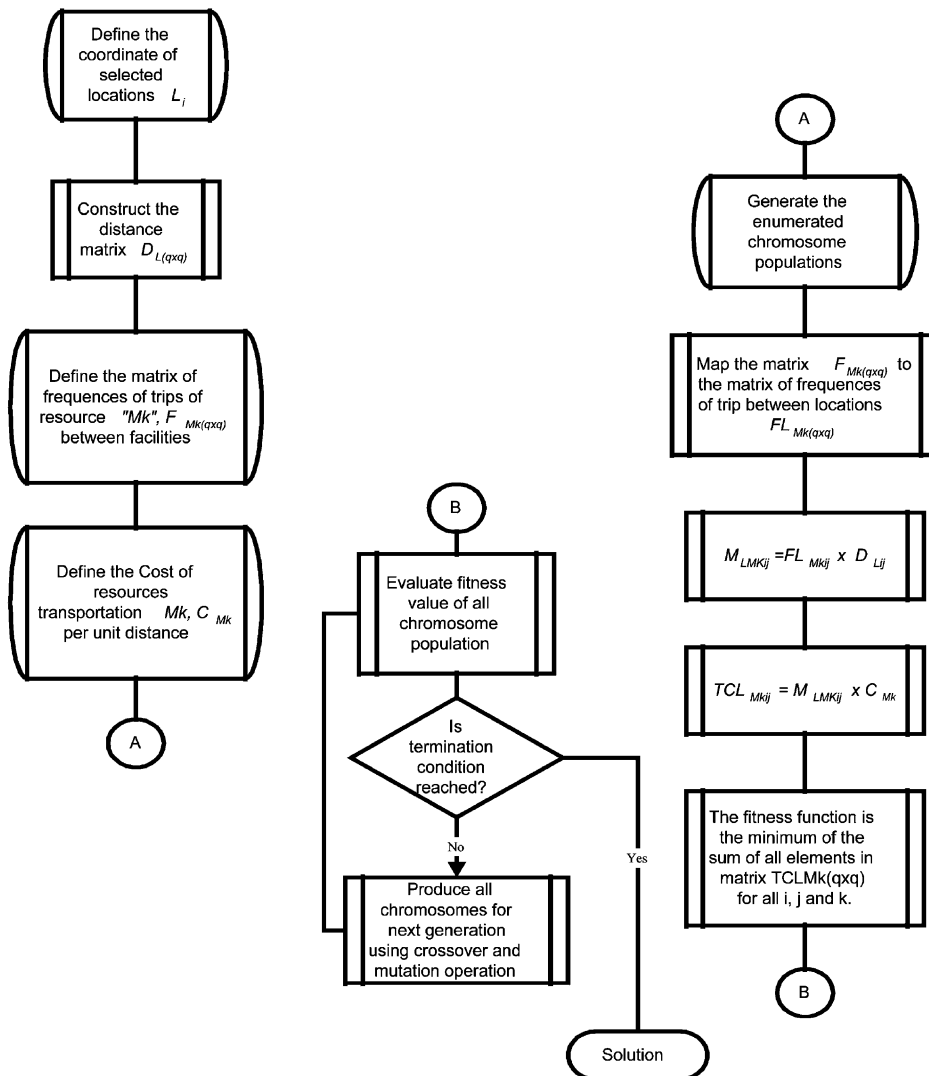 Define the
coordinate of
selected
locations L i
Construct the
distance
matrix D L(qxq)
Define the matrix of
frequences of trips of
resource "Mk", F Mk(qxq)
between facilities
Define the Cost of
resources
transportation Mk, C Mk
per unit distance
A
B
Evaluate fitness
value of all
chromosome
population
Is
termination
condition
reached?
No
Yes
Produce all
chromosomes for
next generation
using crossover and
mutation operation
Solution
A
Generate the
enumerated
chromosome
populations
Map the matrix F Mk(qxq) to
the matrix of frequences
of trip between locations
FL Mk(qxq)
M LMKij =FL Mkij x D Lij
TCL Mkij = M LMKij x C Mk
The fitness function is
the minimum of the
sum of all elements in
matrix TCLMk(qxq)
for all i, j and k.
B